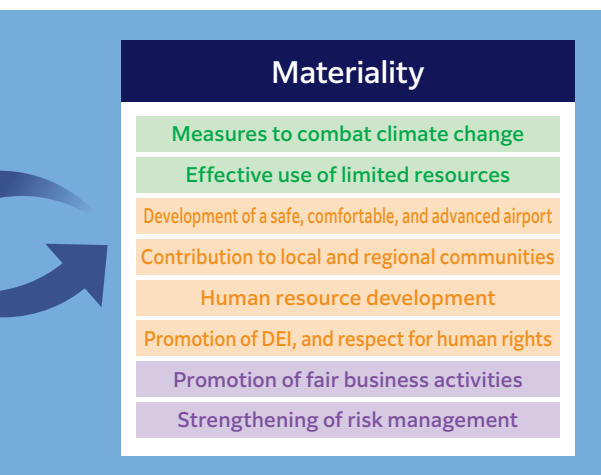 Materiality
Measures to combat climate change
Effective use of limited resources
Development of a safe, comfortable, and advanced airport
Contribution to local and regional communities
Human resource development
Promotion of DEI, and respect for human rights
Promotion of fair business activities
Strengthening of risk management